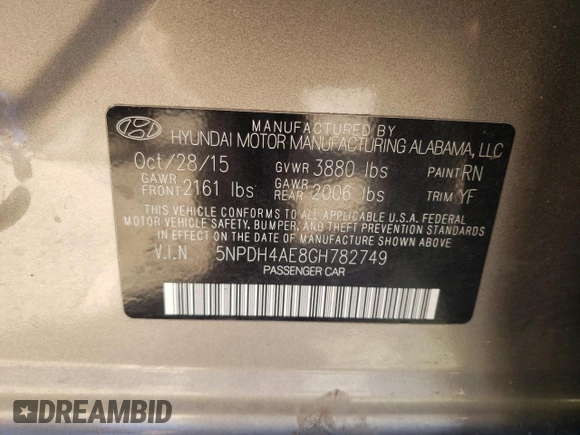 MANUFACTURED BY
HYUNDAI MOTOR MANUFACTURING ALABAMA, LLC
Oct/28/15 GVWR 3880 lbs PAINT RN
GAWR FRONT 2161 lbs GAWR REAR 2006 lbs TRIM YF
THIS VEHICLE CONFORMS TO ALL APPLICABLE U.S.A. FEDERAL
MOTOR VEHICLE SAFETY, BUMPER, AND THEFT PREVENTION STANDARDS
IN EFFECT ON THE DATE OF MANUFACTURE SHOWN ABOVE.
V.I.N 5NPDH4AE8GH782749
PASSENGER CAR
DREAMBID